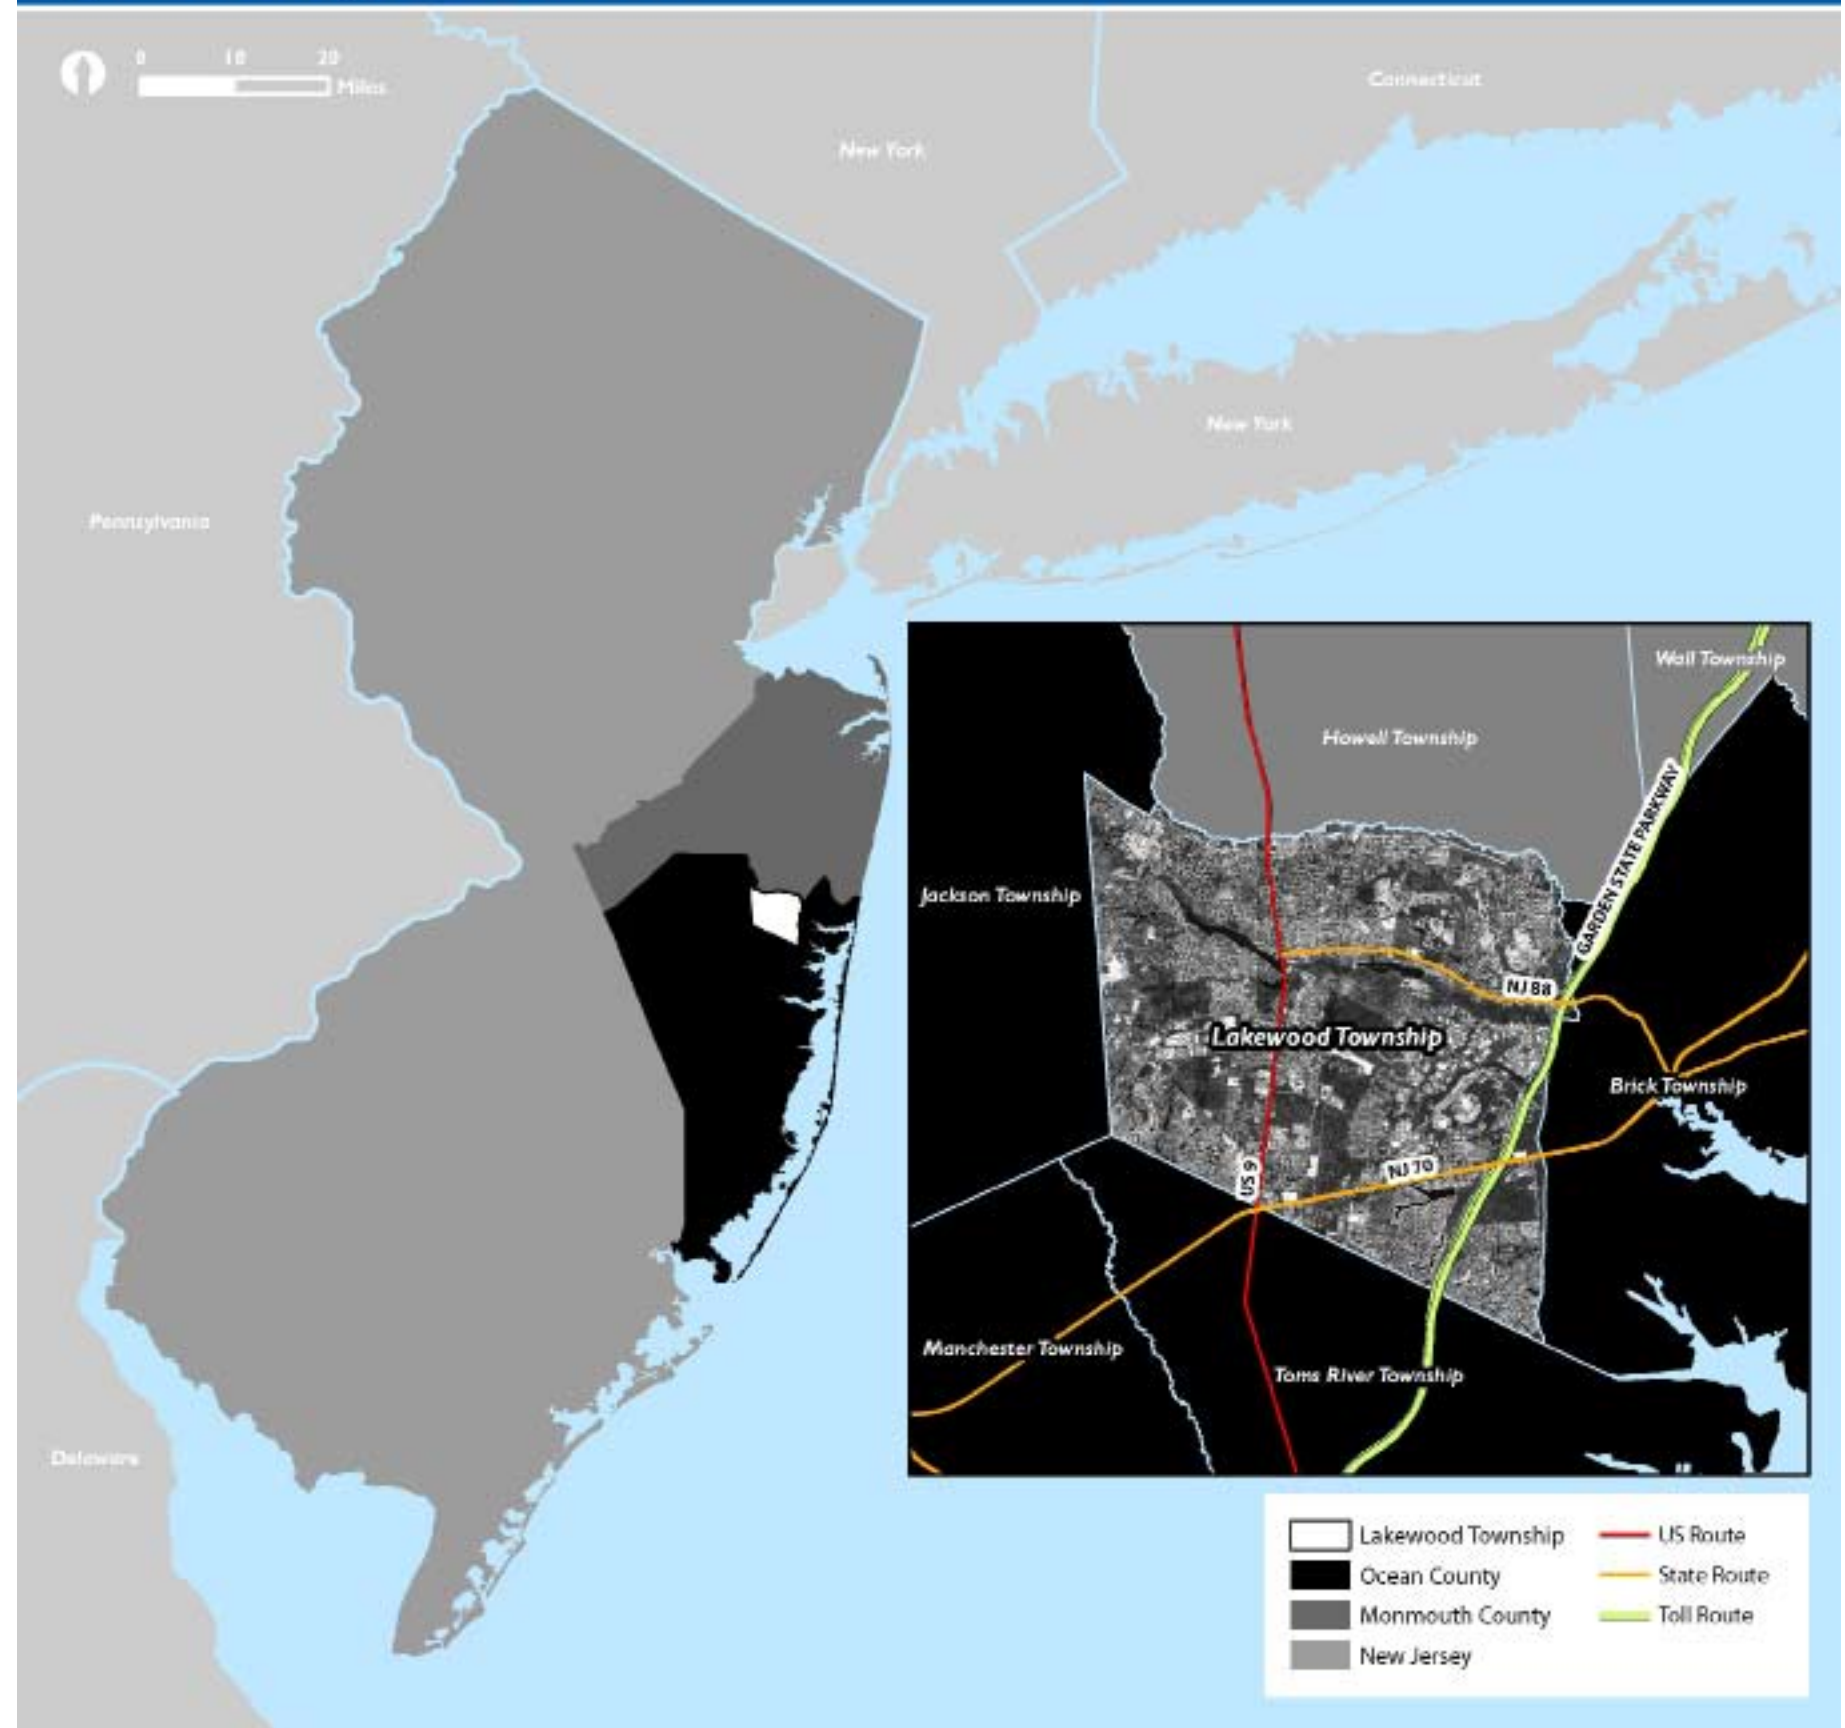 0 10 20
Miles
Connecticut
New York
New York
Pennsylvania
Wall Township
Howell Township
GARDEN STATE PARKWAY
Jackson Township
NJ 88
Lakewood Township
Brick Township
US 9
NJ 70
Manchester Township
Toms River Township
Delaware
Lakewood Township
Ocean County
Monmouth County
New Jersey
US Route
State Route
Toll Route